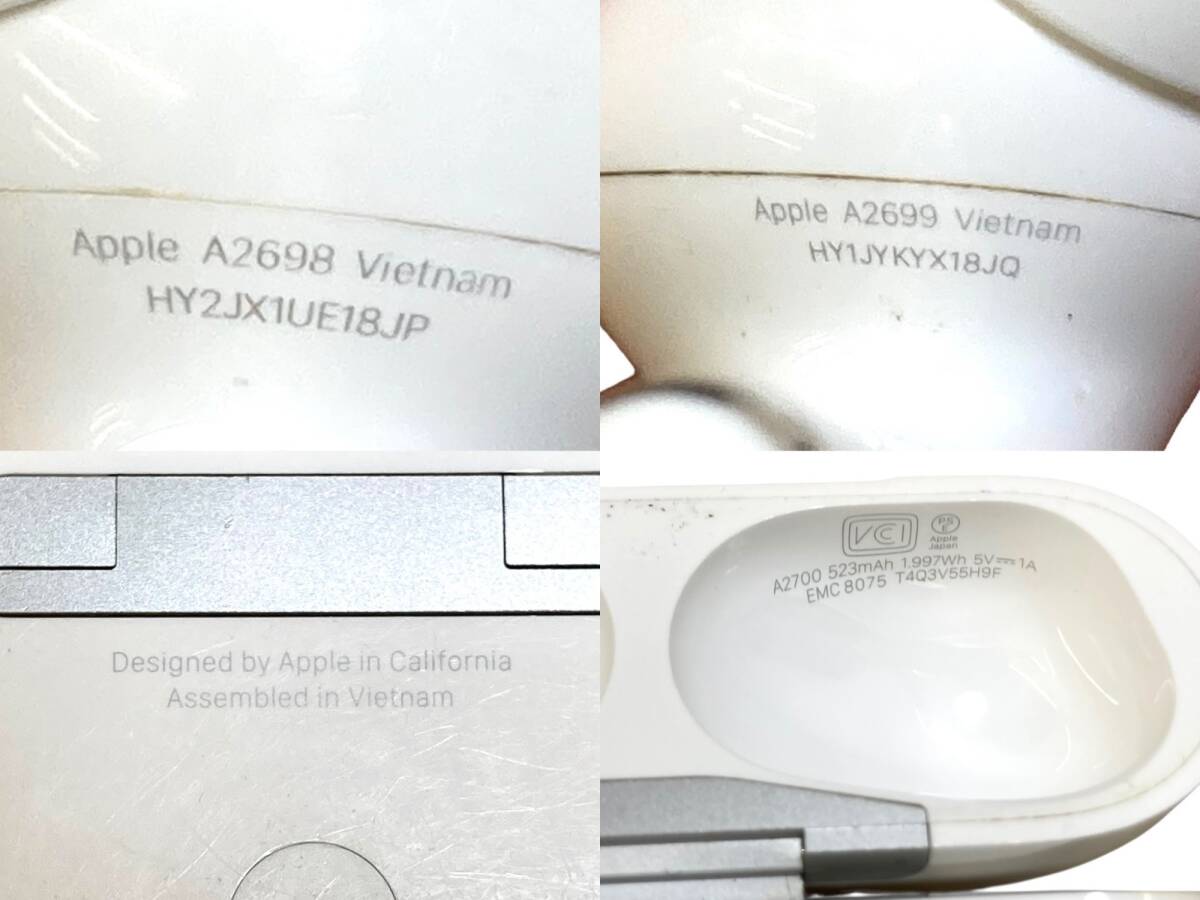 Apple A2698 Vietnam
HY2JX1UE18JP
Apple A2699 Vietnam
HY1JYKYX18JQ
Designed by Apple in California
Assembled in Vietnam
VCI
PS
E
Apple
Japan
A2700 523mAh 1.997Wh 5V⎓1A
EMC 8075 T4Q3V55H9F